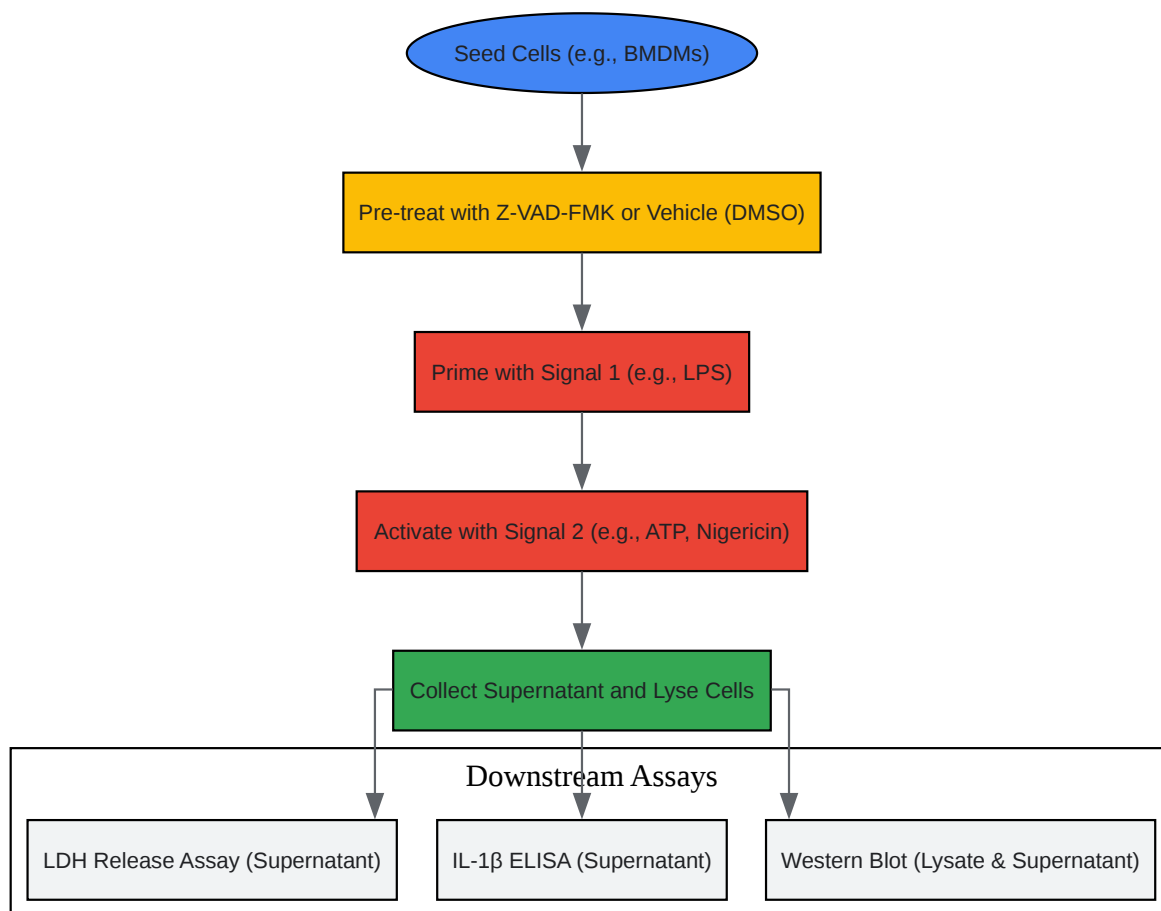 Seed Cells (e.g., BMDMs)
Pre-treat with Z-VAD-FMK or Vehicle (DMSO)
Prime with Signal 1 (e.g., LPS)
Activate with Signal 2 (e.g., ATP, Nigericin)
Collect Supernatant and Lyse Cells
Downstream Assays
LDH Release Assay (Supernatant)
IL-1β ELISA (Supernatant)
Western Blot (Lysate & Supernatant)